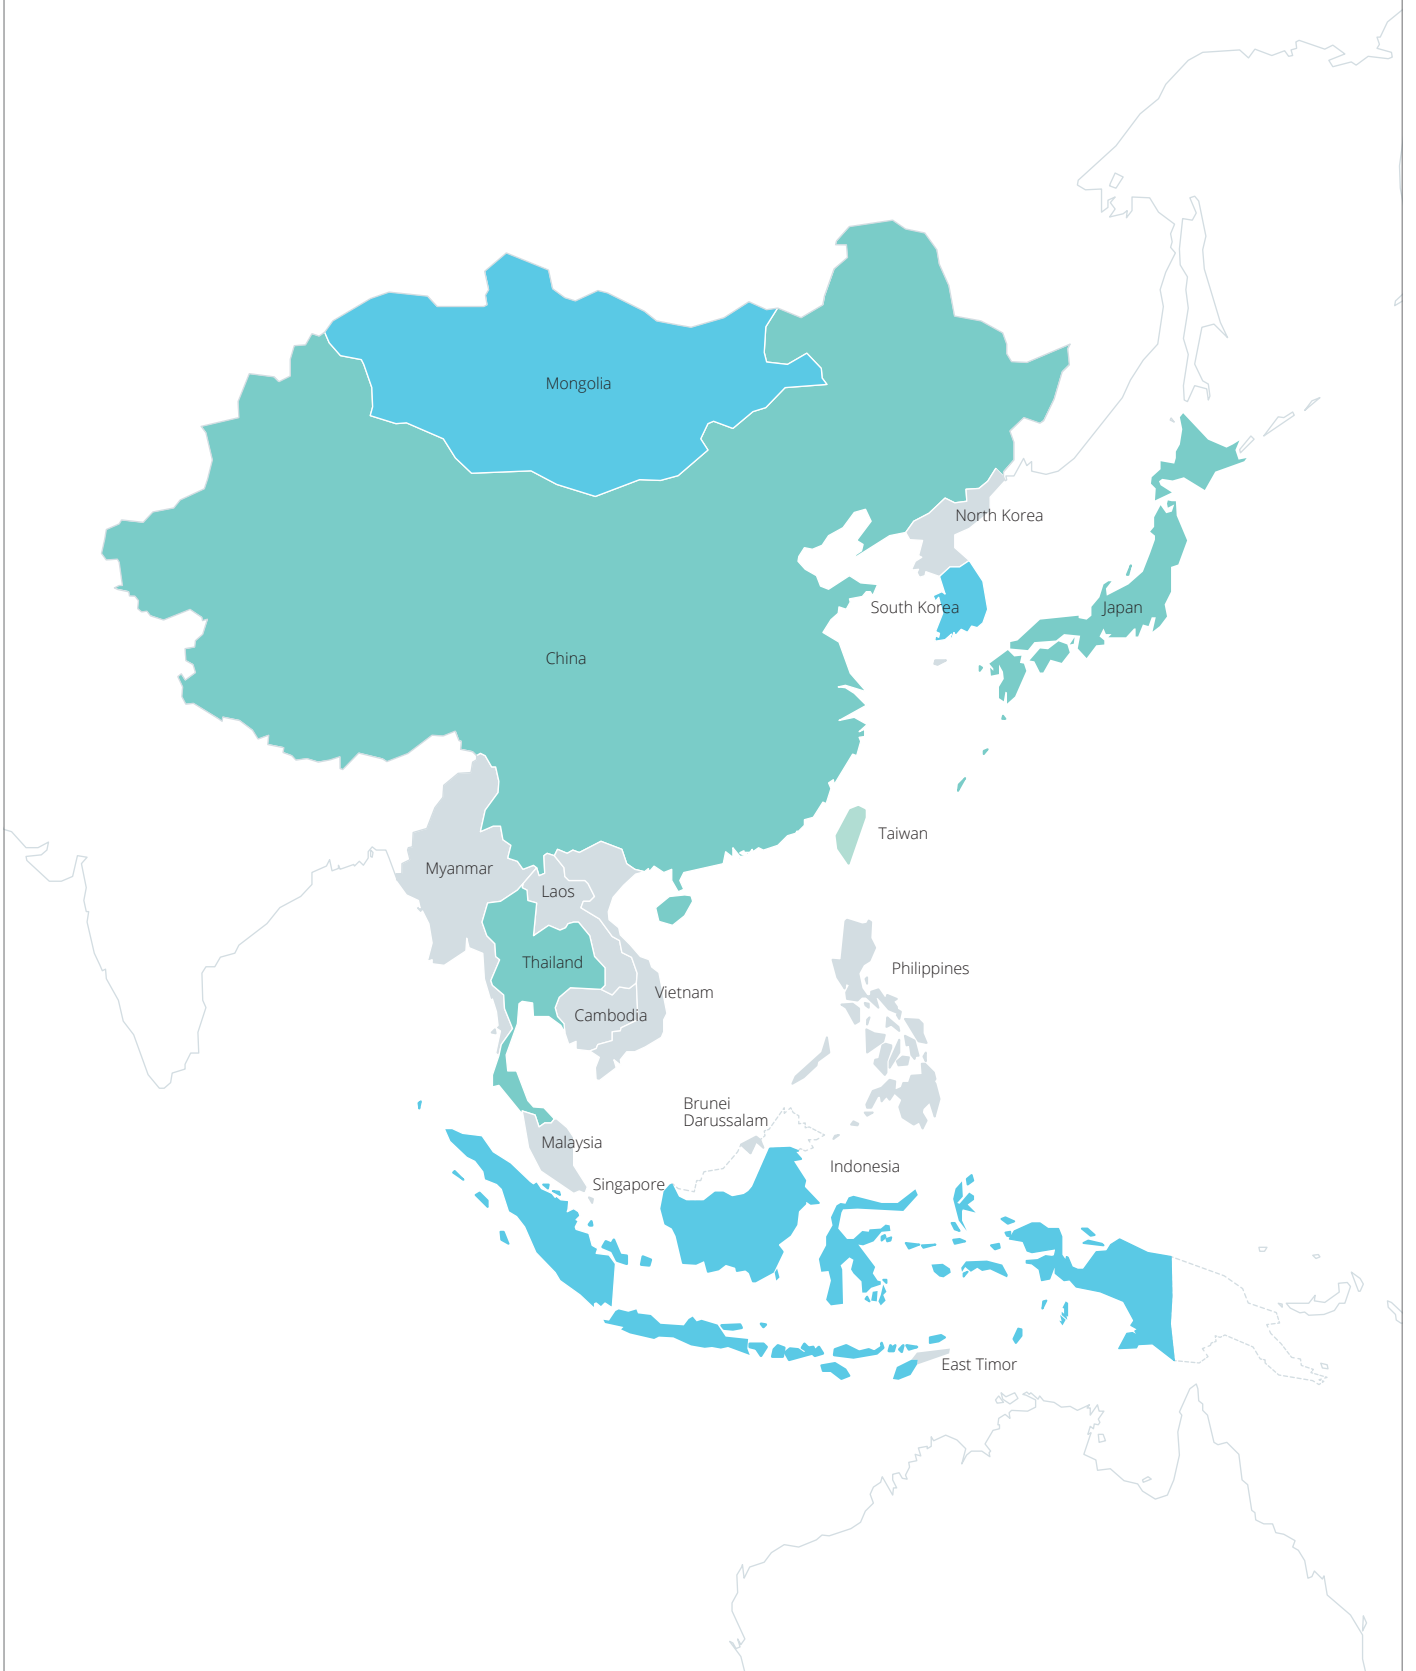 Mongolia
North Korea
South Korea
Japan
China
Taiwan
Myanmar
Laos
Thailand
Philippines
Vietnam
Cambodia
Brunei
Darussalam
Malaysia
Indonesia
Singapore
East Timor